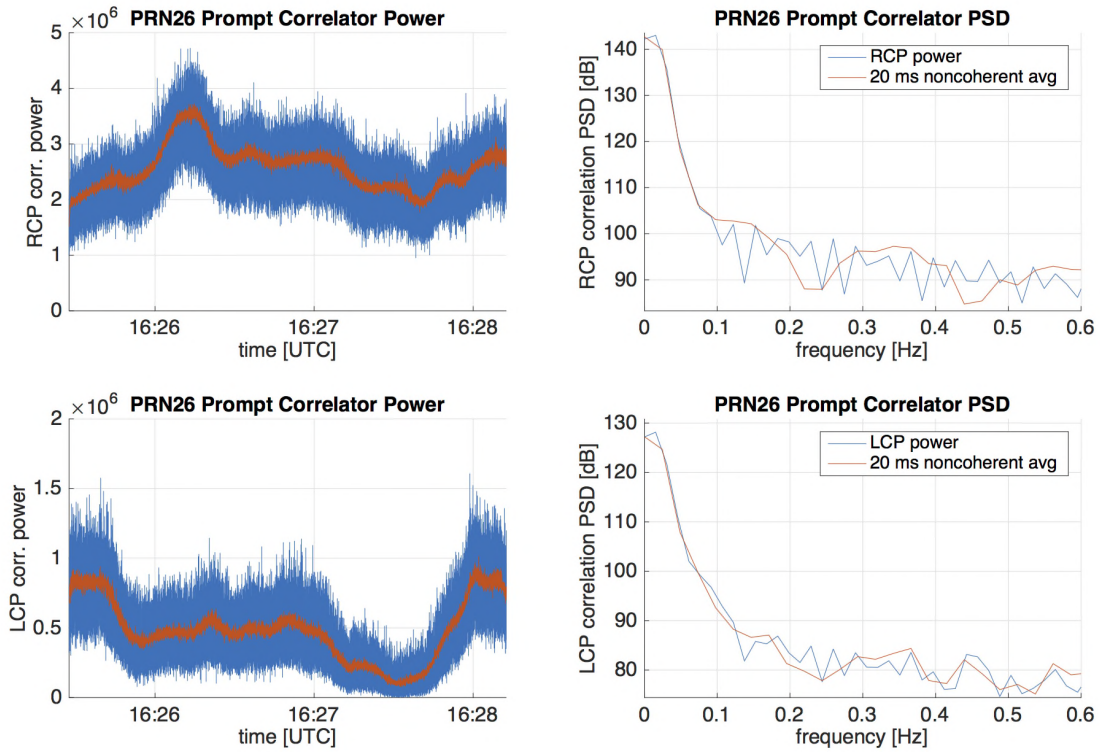 PRN26 Prompt Correlator Power
×10⁶
RCP corr. power
5
4
3
2
1
0
16:26
16:27
16:28
time [UTC]
PRN26 Prompt Correlator PSD
RCP correlation PSD [dB]
140
130
120
110
100
90
RCP power
20 ms noncoherent avg
0
0.1
0.2
0.3
0.4
0.5
0.6
frequency [Hz]
PRN26 Prompt Correlator Power
×10⁶
LCP corr. power
2
1.5
1
0.5
0
16:26
16:27
16:28
time [UTC]
PRN26 Prompt Correlator PSD
LCP correlation PSD [dB]
130
120
110
100
90
80
LCP power
20 ms noncoherent avg
0
0.1
0.2
0.3
0.4
0.5
0.6
frequency [Hz]